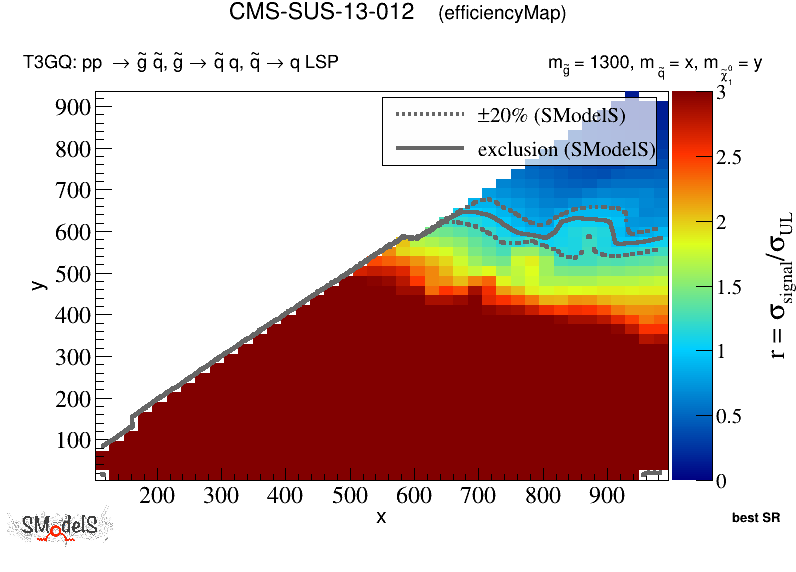 CMS-SUS-13-012 (efficiencyMap)
T3GQ: pp → g̃ q̃, g̃ → q̃ q, q̃ → q LSP
m_g̃ = 1300, m_q̃ = x, m_χ̃₁⁰ = y
±20% (SModelS)
exclusion (SModelS)
900
800
700
600
500
400
300
200
100
y
200 300 400 500 600 700 800 900
x
3
2.5
2
1.5
1
0.5
0
r = σ_signal/σ_UL
SModelS
best SR